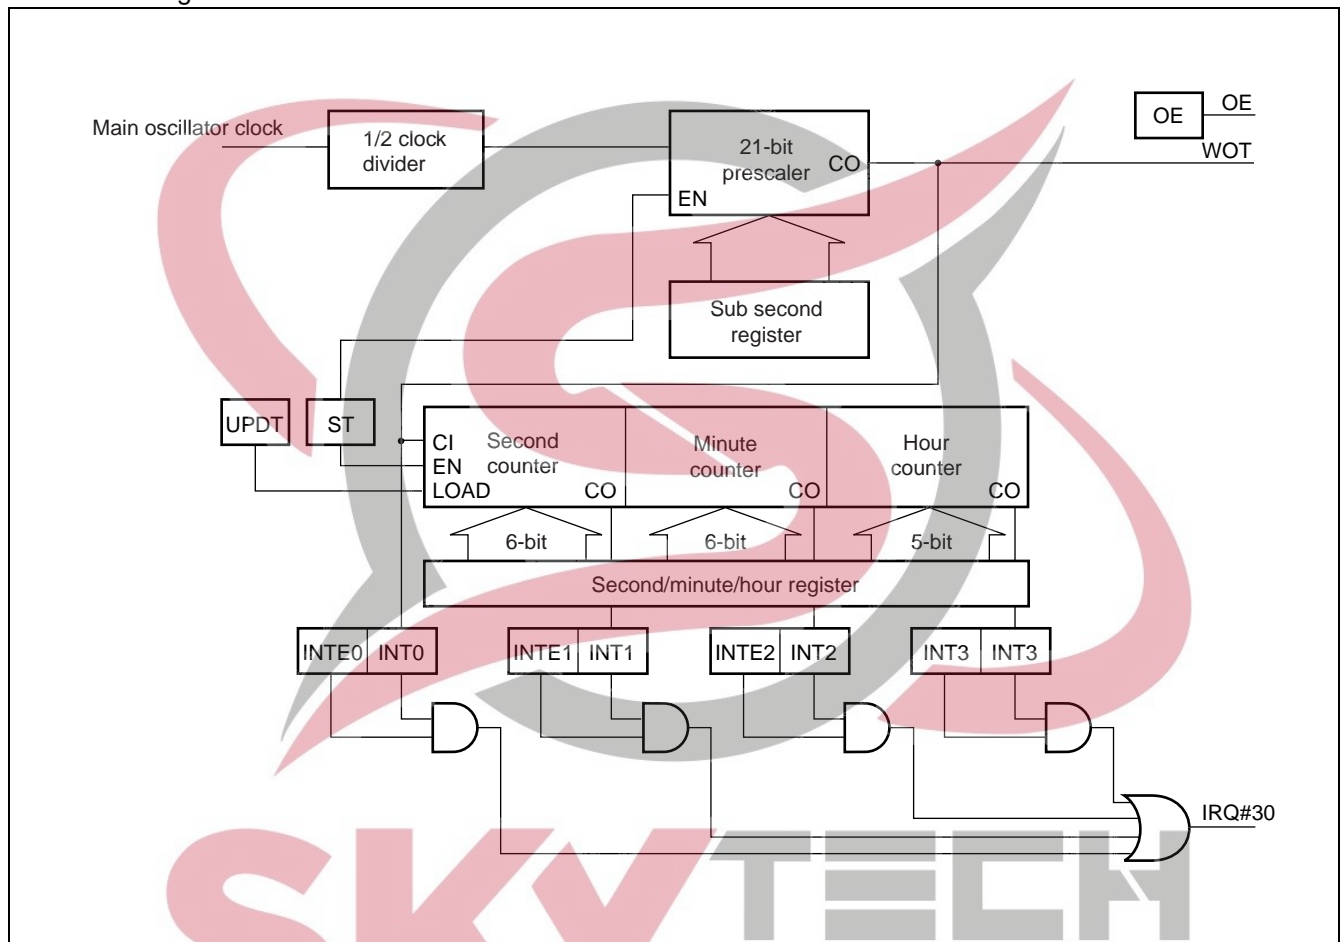 Main oscillator clock
1/2 clock
divider
21-bit
prescaler
CO
EN
OE
OE
WOT
Sub second
register
UPDT
ST
CI
EN
LOAD
Second
counter
CO
Minute
counter
CO
Hour
counter
CO
6-bit
6-bit
5-bit
Second/minute/hour register
INTE0 INT0
INTE1 INT1
INTE2 INT2
INT3 INT3
IRQ#30
SKYTECH